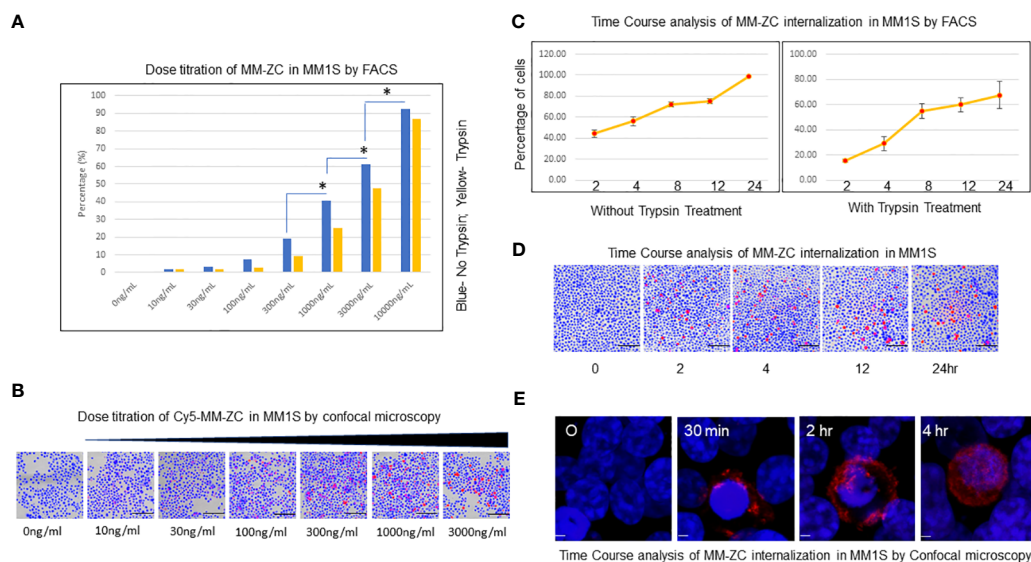 A
Dose titration of MM-ZC in MM1S by FACS
Percentage (%)
100
90
80
70
60
50
40
30
20
10
0
*
*
*
0ng/mL
10ng/mL
30ng/mL
100ng/mL
300ng/mL
1000ng/mL
3000ng/mL
10000ng/mL
Blue- No Trypsin; Yellow- Trypsin
B
Dose titration of Cy5-MM-ZC in MM1S by confocal microscopy
0ng/ml 10ng/ml 30ng/ml 100ng/ml 300ng/ml 1000ng/ml 3000ng/ml
C
Time Course analysis of MM-ZC internalization in MM1S by FACS
Percentage of cells
120.00
100.00
80.00
60.00
40.00
20.00
0.00
2 4 8 12 24
Without Trypsin Treatment
120.00
100.00
80.00
60.00
40.00
20.00
0.00
2 4 8 12 24
With Trypsin Treatment
D
Time Course analysis of MM-ZC internalization in MM1S
0 2 4 12 24hr
E
O 30 min 2 hr 4 hr
Time Course analysis of MM-ZC internalization in MM1S by Confocal microscopy